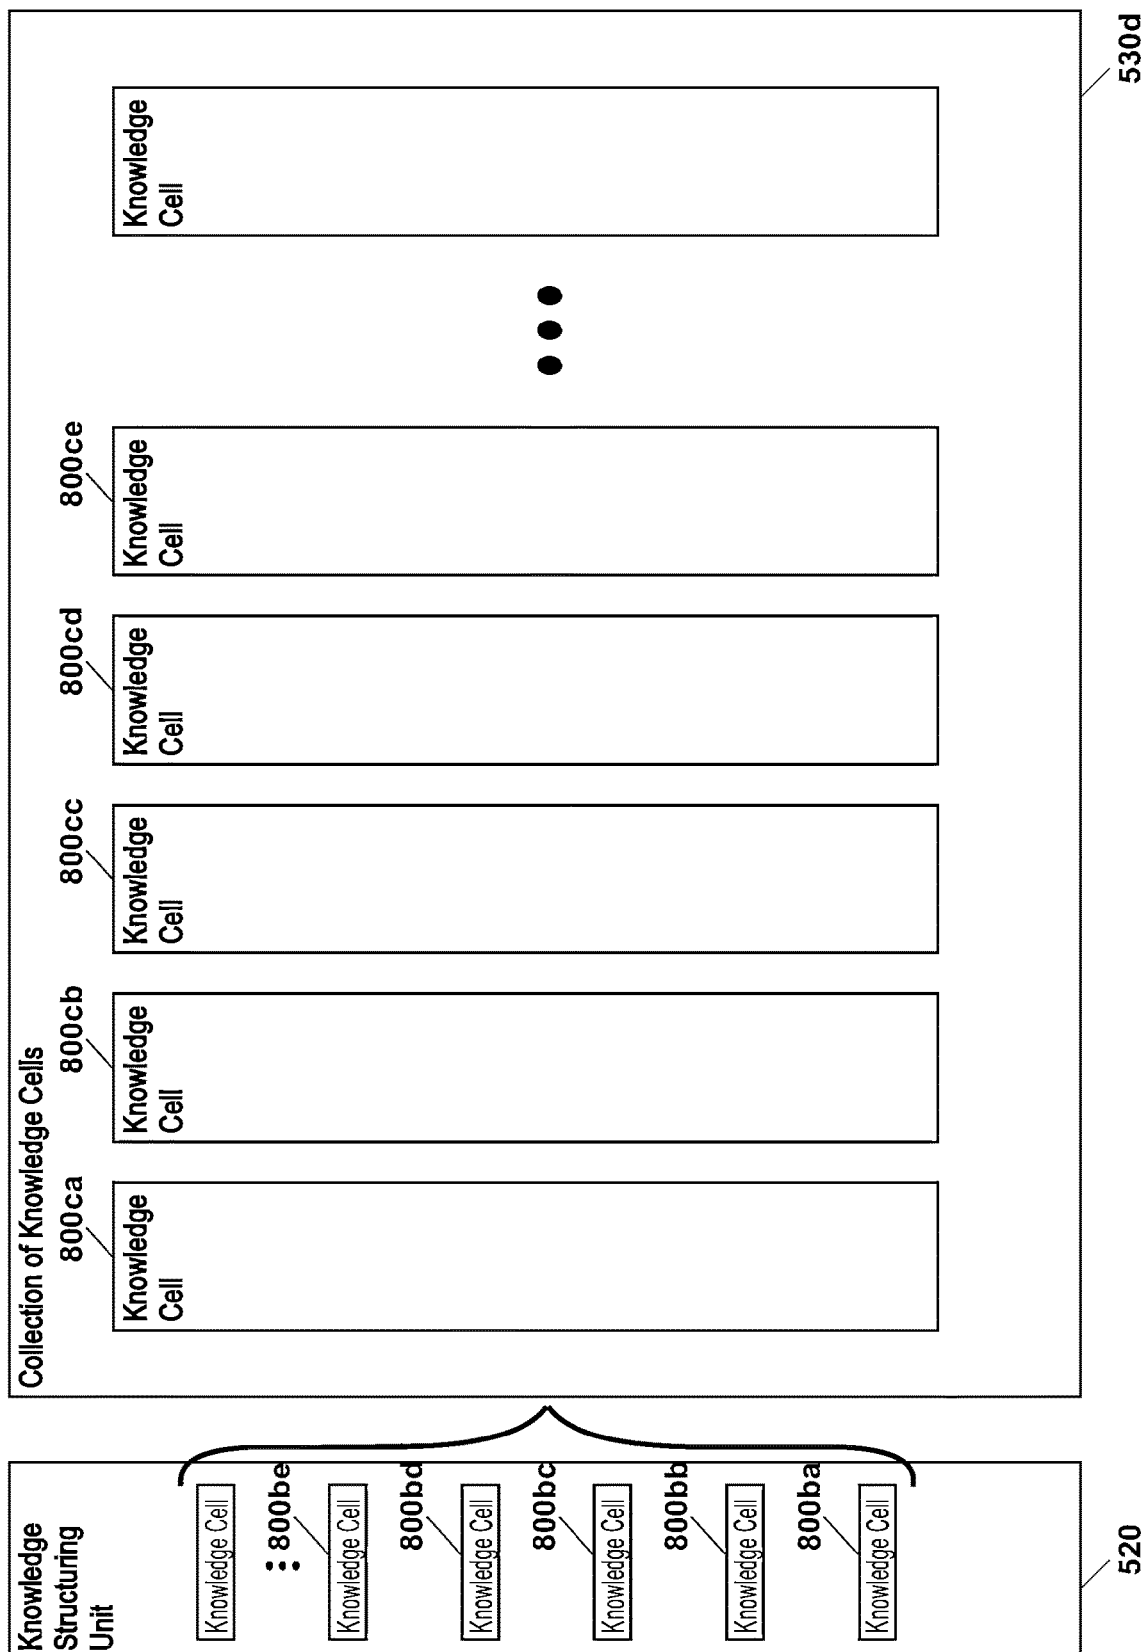 Knowledge
Structuring
Unit
Knowledge Cell
800be
Knowledge Cell
800bd
Knowledge Cell
800bc
Knowledge Cell
800bb
Knowledge Cell
800ba
Knowledge Cell
520
Collection of Knowledge Cells
800ca
Knowledge
Cell
800cb
Knowledge
Cell
800cc
Knowledge
Cell
800cd
Knowledge
Cell
800ce
Knowledge
Cell
Knowledge
Cell
530d